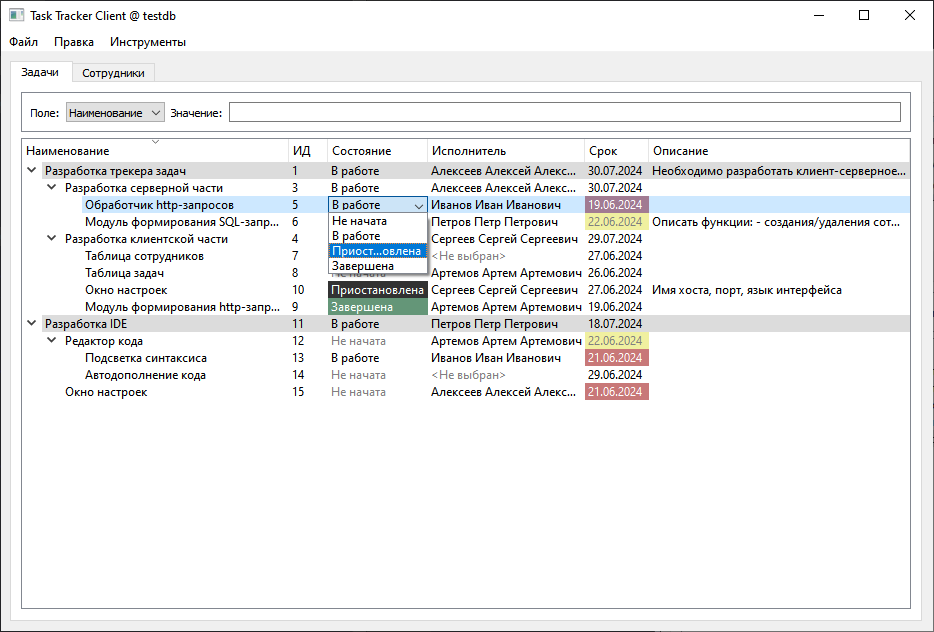 Task Tracker Client @ testdb
Файл Правка Инструменты
Задачи Сотрудники
Поле: Наименование Значение:
Наименование ИД Состояние Исполнитель Срок Описание
Разработка трекера задач 1 В работе Алексеев Алексей Алекс... 30.07.2024 Необходимо разработать клиент-серверное...
Разработка серверной части 3 В работе Алексеев Алексей Алекс... 30.07.2024
Обработчик http-запросов 5 В работе Иванов Иван Иванович 19.06.2024
Модуль формирования SQL-запр... 6 Не начата Петров Петр Петрович 22.06.2024 Описать функции: - создания/удаления сот...
Разработка клиентской части 4 В работе Сергеев Сергей Сергеевич 29.07.2024
Таблица сотрудников 7 Приост...овлена <Не выбран> 27.06.2024
Таблица задач 8 Завершена Артемов Артем Артемович 26.06.2024
Окно настроек 10 Приостановлена Сергеев Сергей Сергеевич 27.06.2024 Имя хоста, порт, язык интерфейса
Модуль формирования http-запр... 9 Завершена Артемов Артем Артемович 19.06.2024
Разработка IDE 11 В работе Петров Петр Петрович 18.07.2024
Редактор кода 12 Не начата Артемов Артем Артемович 22.06.2024
Подсветка синтаксиса 13 В работе Иванов Иван Иванович 21.06.2024
Автодополнение кода 14 Не начата <Не выбран> 29.06.2024
Окно настроек 15 Не начата Алексеев Алексей Алекс... 21.06.2024